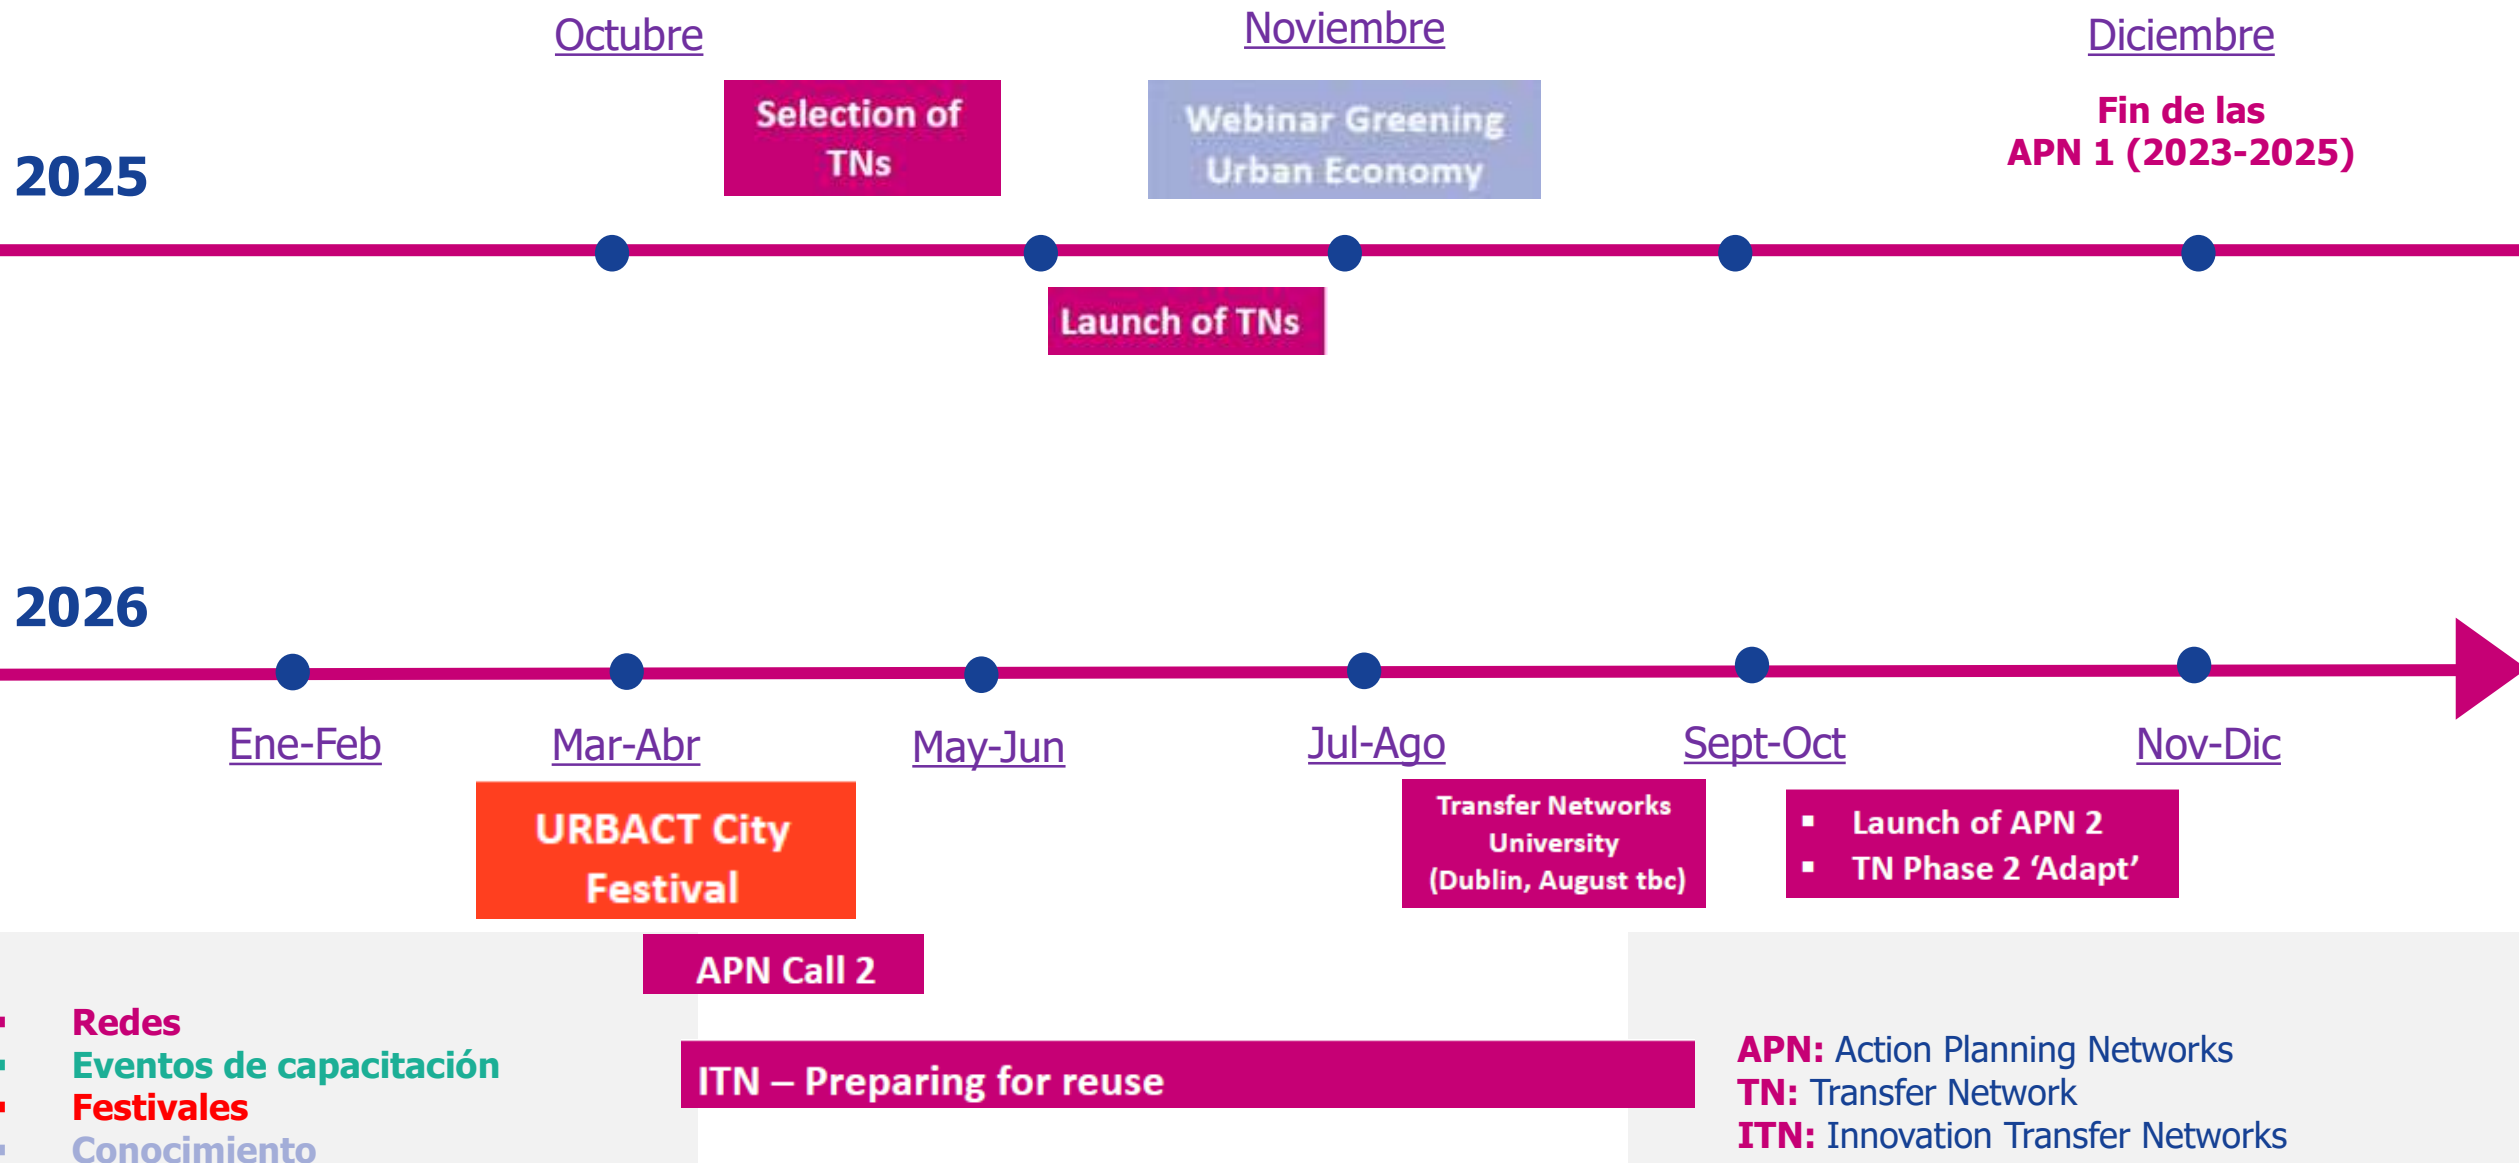 Octubre
Noviembre
Diciembre
Selection of
TNs
Webinar Greening
Urban Economy
Fin de las
APN 1 (2023-2025)
2025
Launch of TNs
2026
Ene-Feb
Mar-Abr
May-Jun
Jul-Ago
Sept-Oct
Nov-Dic
URBACT City
Festival
Transfer Networks
University
(Dublin, August tbc)
▪ Launch of APN 2
▪ TN Phase 2 ‘Adapt’
APN Call 2
ITN – Preparing for reuse
▪ Redes
▪ Eventos de capacitación
▪ Festivales
▪ Conocimiento
APN: Action Planning Networks
TN: Transfer Network
ITN: Innovation Transfer Networks